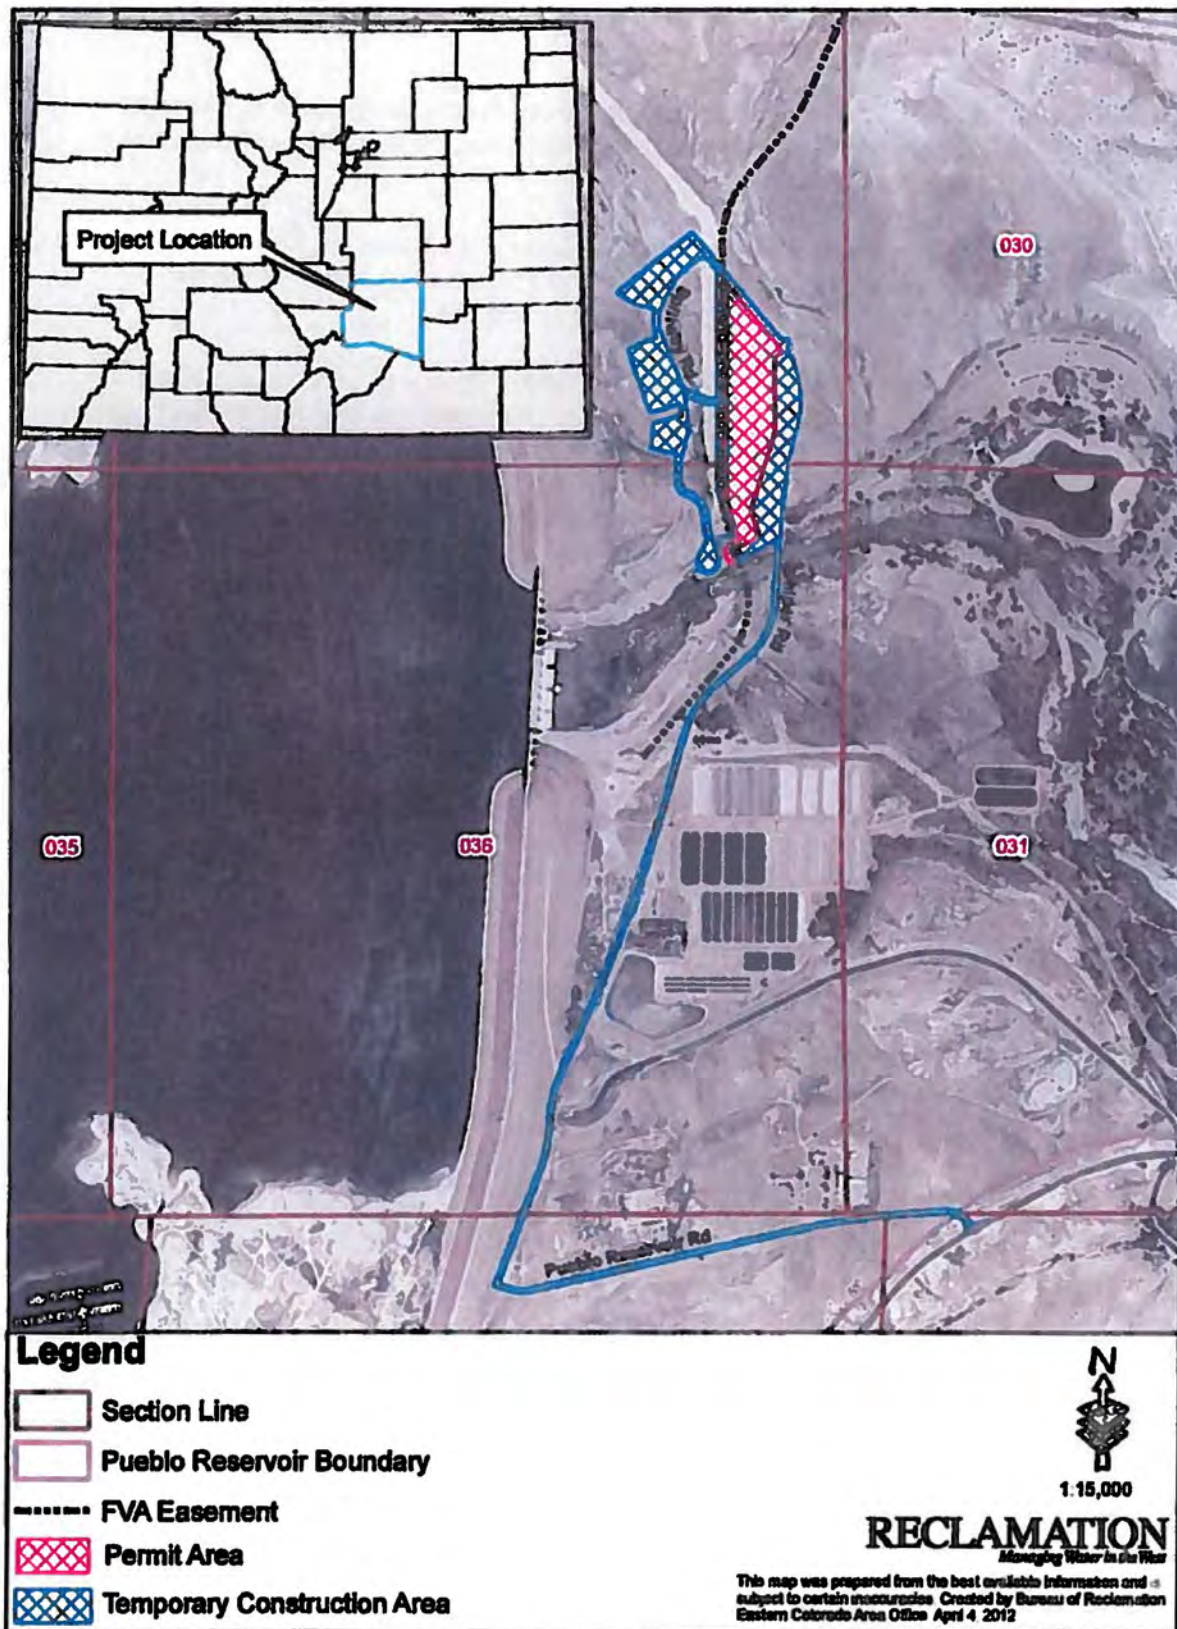 Project Location
030
035
036
031
Rd
Pueblo Reservoir Rd
Legend
Section Line
Pueblo Reservoir Boundary
FVA Easement
Permit Area
Temporary Construction Area
N
1:15,000
RECLAMATION
Managing Water in the West
This map was prepared from the best available information and is
subject to certain inaccuracies. Created by Bureau of Reclamation
Eastern Colorado Area Office April 4 2012